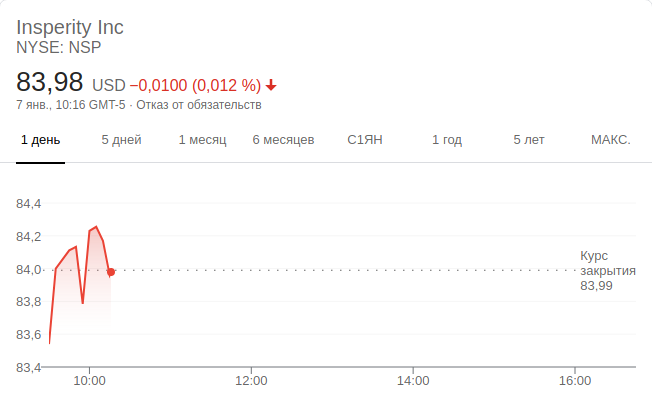 Insperity Inc
NYSE: NSP
83,98 USD −0,0100 (0,012 %)
7 янв., 10:16 GMT-5 · Отказ от обязательств
1 день 5 дней 1 месяц 6 месяцев С1ЯН 1 год 5 лет МАКС.
84,4
84,2
84,0
83,8
83,6
83,4
Курс
закрытия
83,99
10:00 12:00 14:00 16:00